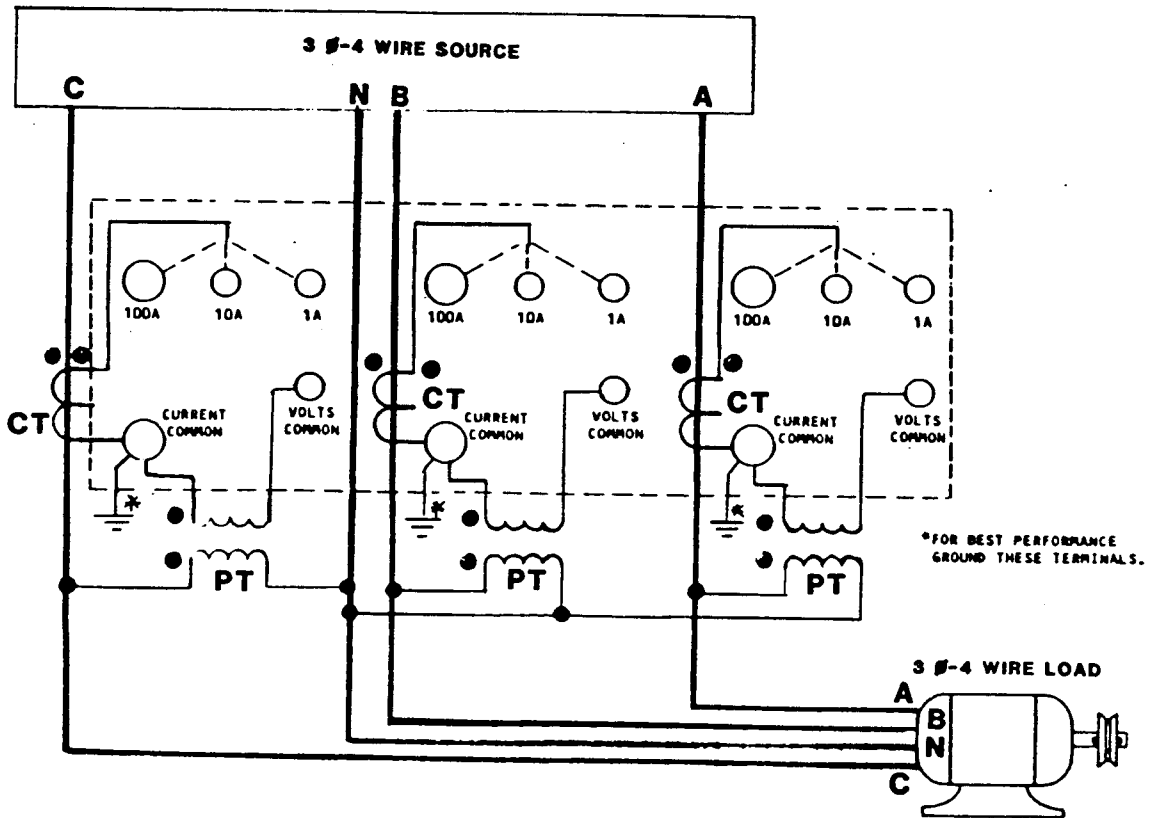 3 Ø-4 WIRE SOURCE
C N B A
100A 10A 1A 100A 10A 1A 100A 10A 1A
CT CURRENT COMMON VOLTS COMMON CT CURRENT COMMON VOLTS COMMON CT CURRENT COMMON VOLTS COMMON
* * *
PT PT PT
*FOR BEST PERFORMANCE
GROUND THESE TERMINALS.
3 Ø-4 WIRE LOAD
A
B
N
C